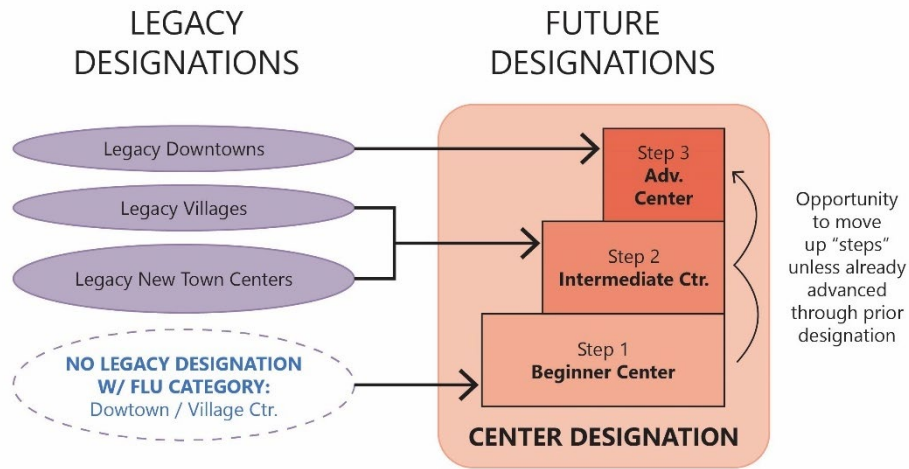 LEGACY
DESIGNATIONS
FUTURE
DESIGNATIONS
Legacy Downtowns
Legacy Villages
Legacy New Town Centers
NO LEGACY DESIGNATION
W/ FLU CATEGORY:
Dowtown / Village Ctr.
Step 3
Adv.
Center
Step 2
Intermediate Ctr.
Step 1
Beginner Center
CENTER DESIGNATION
Opportunity
to move
up “steps”
unless already
advanced
through prior
designation